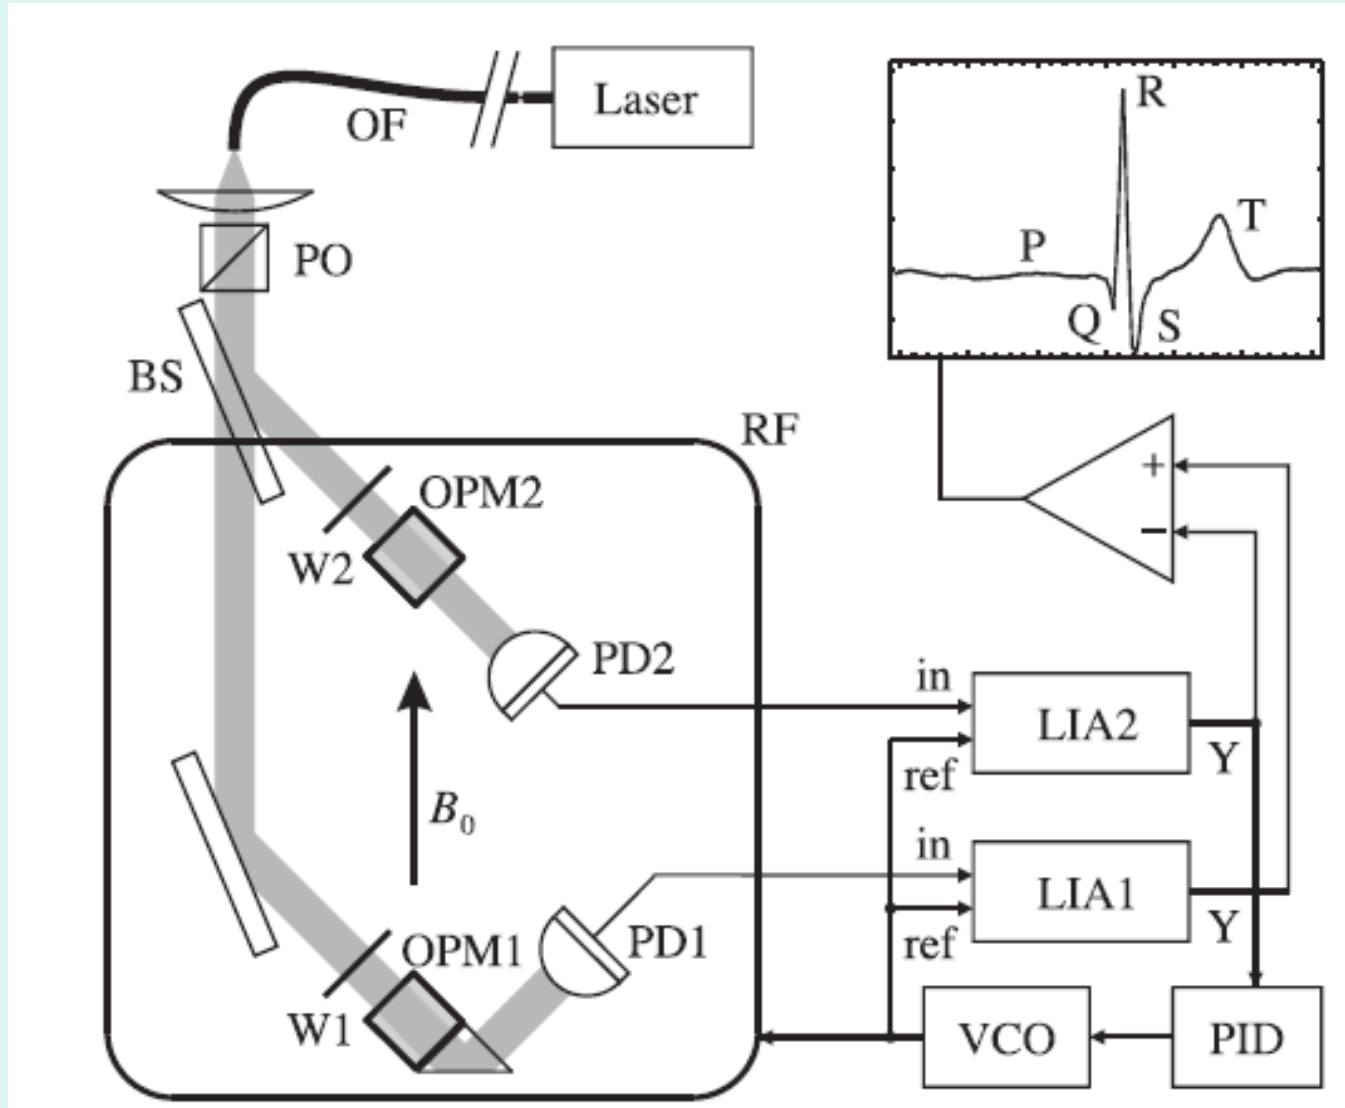 Laser
OF
PO
BS
R
T
P
Q
S
RF
+
−
OPM2
W2
PD2
in
LIA2
Y
ref
B0
in
LIA1
Y
ref
OPM1
PD1
W1
VCO
PID